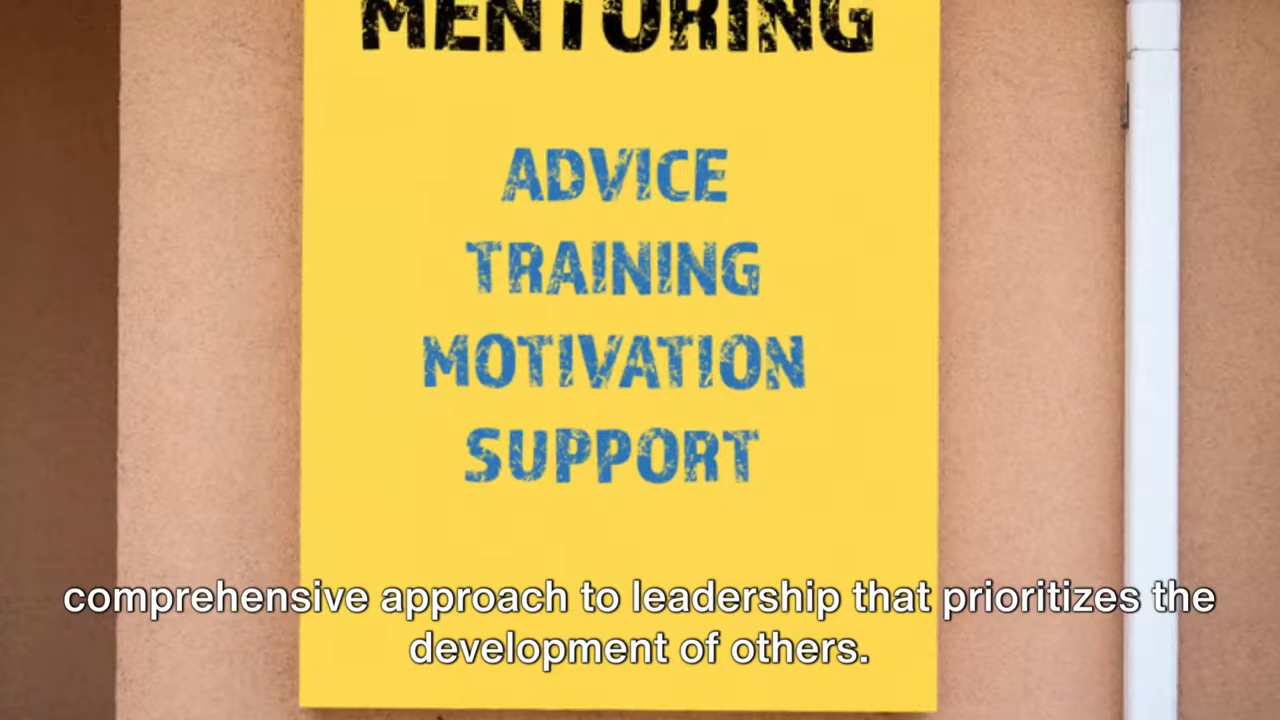 MENTORING
ADVICE
TRAINING
MOTIVATION
SUPPORT
comprehensive approach to leadership that prioritizes the
development of others.